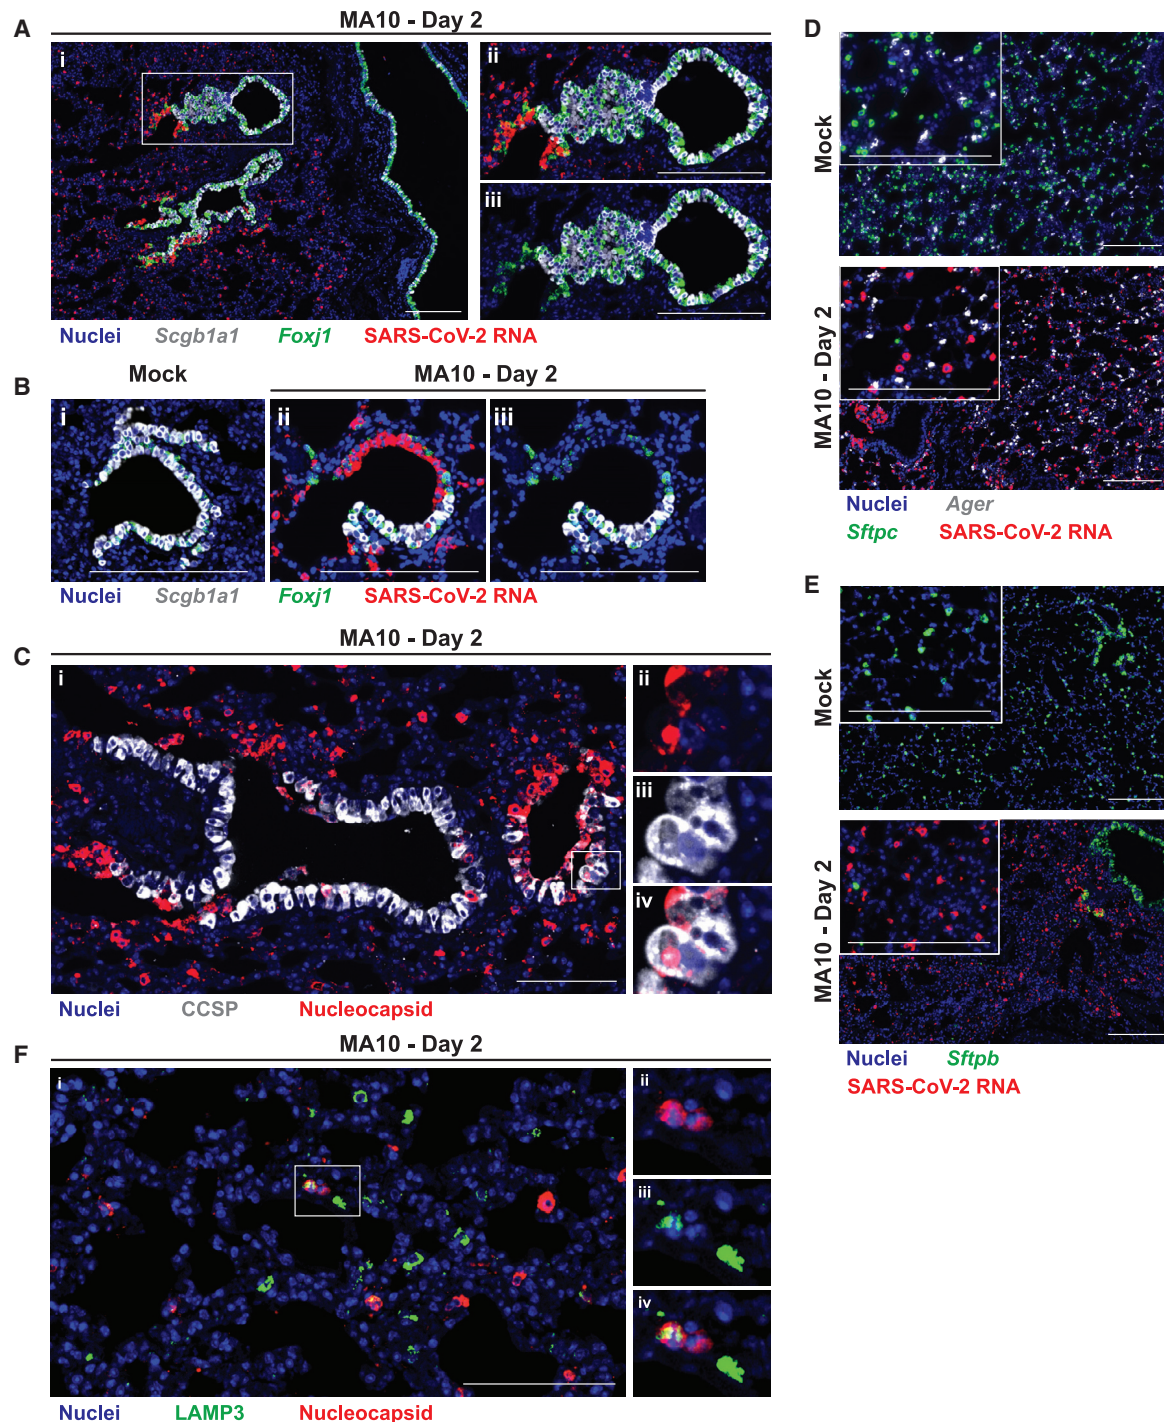 A
MA10 - Day 2
i
ii
iii
Nuclei Scgb1a1 Foxj1 SARS-CoV-2 RNA
B
Mock
MA10 - Day 2
i
ii
iii
Nuclei Scgb1a1 Foxj1 SARS-CoV-2 RNA
MA10 - Day 2
C
i
ii
iii
iv
Nuclei CCSP Nucleocapsid
D
Mock
MA10 - Day 2
Nuclei Ager
Sftpc SARS-CoV-2 RNA
E
Mock
MA10 - Day 2
Nuclei Sftpb
SARS-CoV-2 RNA
MA10 - Day 2
F
i
ii
iii
iv
Nuclei LAMP3 Nucleocapsid